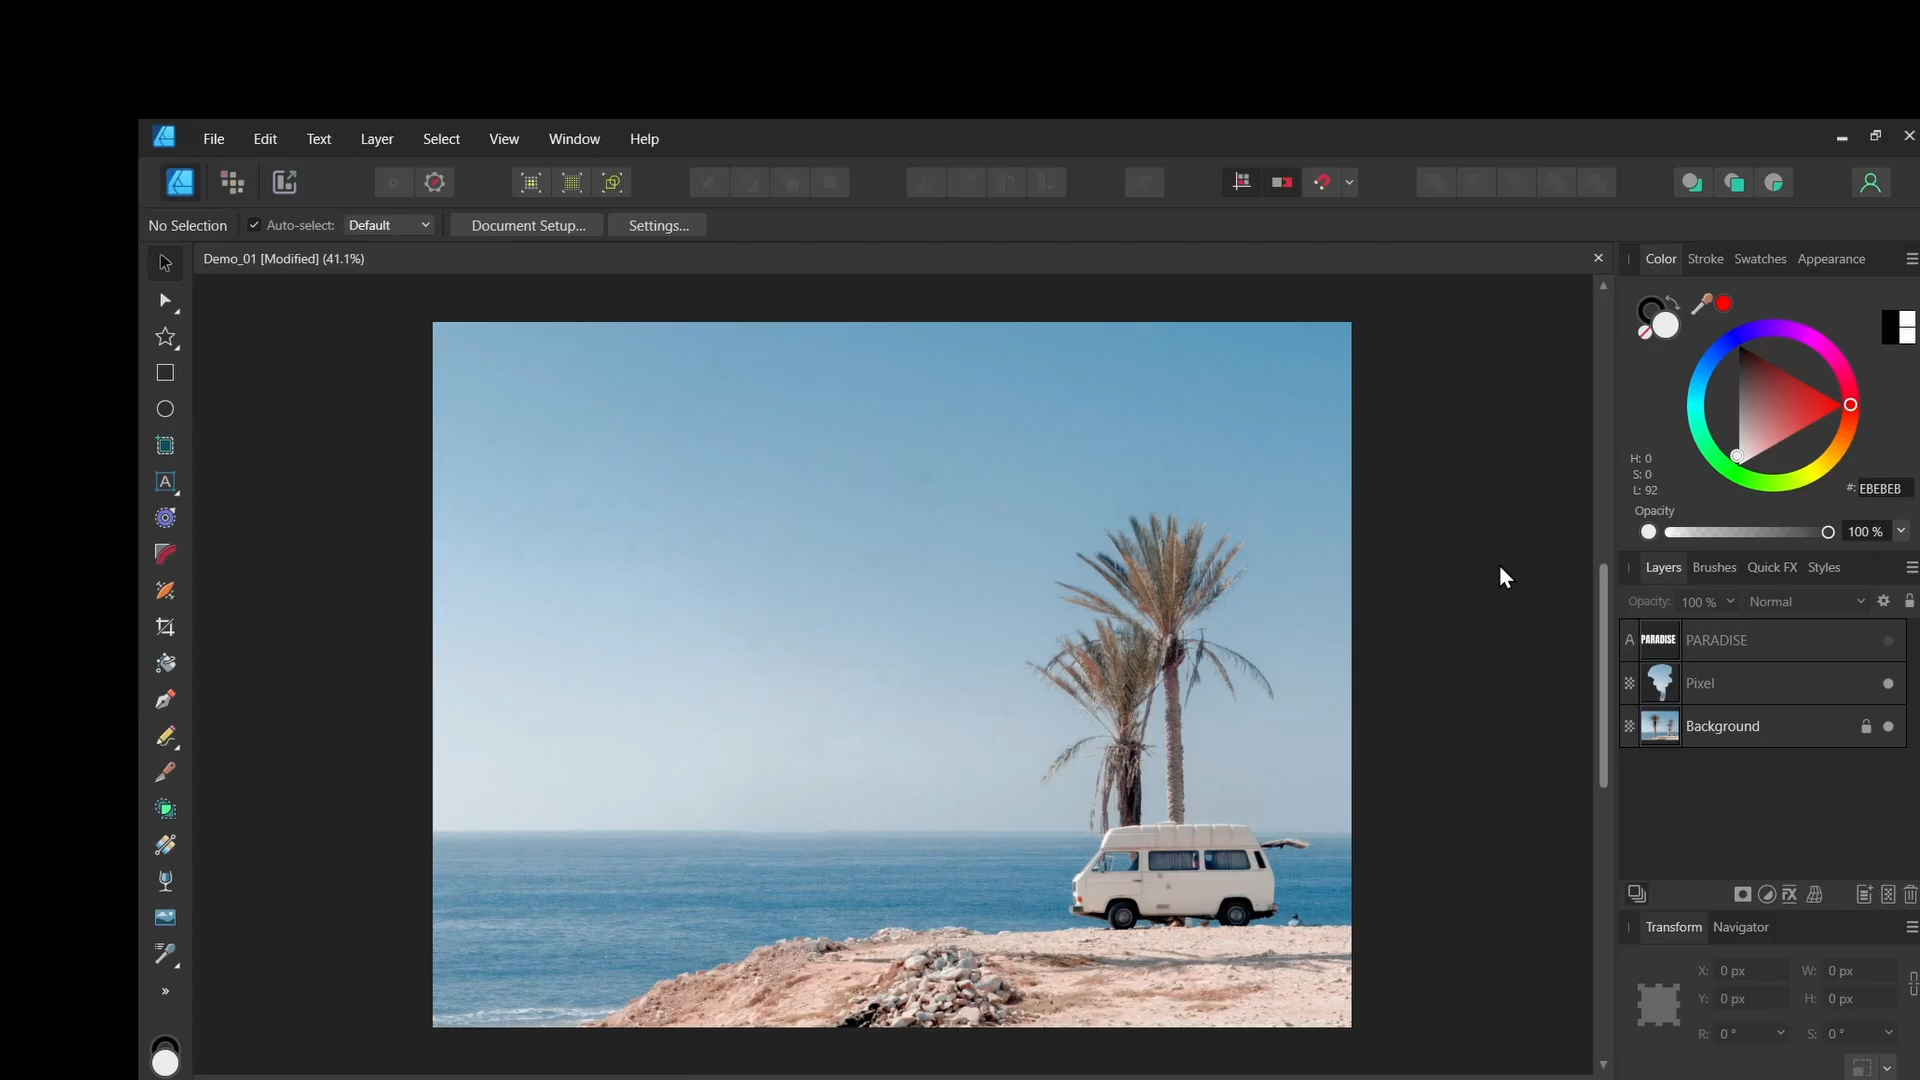 File Edit Text Layer Select View Window Help
No Selection Auto-select: Default Document Setup... Settings...
Demo_01 [Modified] (41.1%)
Color Stroke Swatches Appearance
H: 0
S: 0
L: 92
#: EBEBEB
Opacity
100 %
Layers Brushes Quick FX Styles
Opacity: 100 % Normal
A PARADISE PARADISE
Pixel
Background
Transform Navigator
X: 0 px W: 0 px
Y: 0 px H: 0 px
R: 0 ° S: 0 °